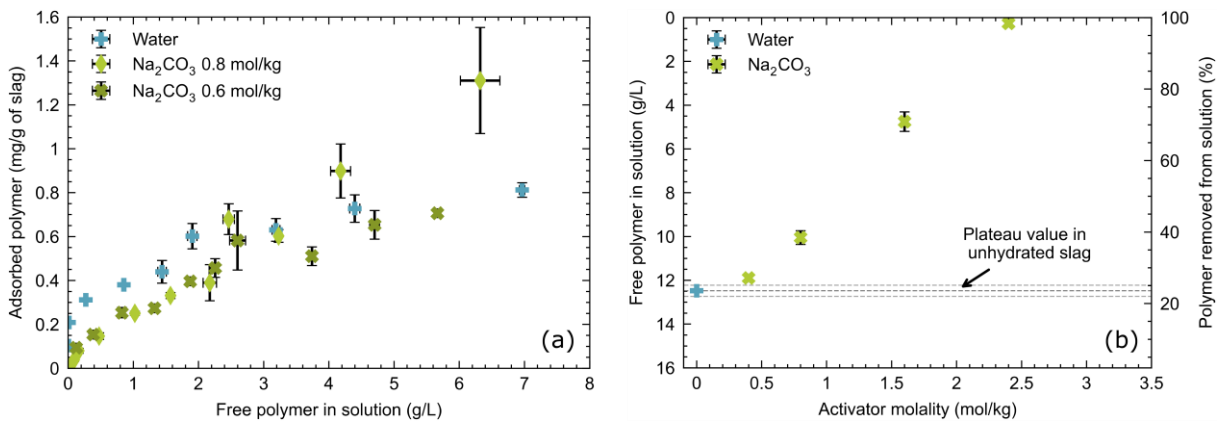 1.6
1.4
1.2
1
0.8
0.6
0.4
0.2
0
Adsorbed polymer (mg/g of slag)
Water
Na₂CO₃ 0.8 mol/kg
Na₂CO₃ 0.6 mol/kg
(a)
0 1 2 3 4 5 6 7 8
Free polymer in solution (g/L)
0
2
4
6
8
10
12
14
16
Free polymer in solution (g/L)
Water
Na₂CO₃
Plateau value in
unhydrated slag
(b)
0 0.5 1 1.5 2 2.5 3 3.5
Activator molality (mol/kg)
100
80
60
40
20
Polymer removed from solution (%)